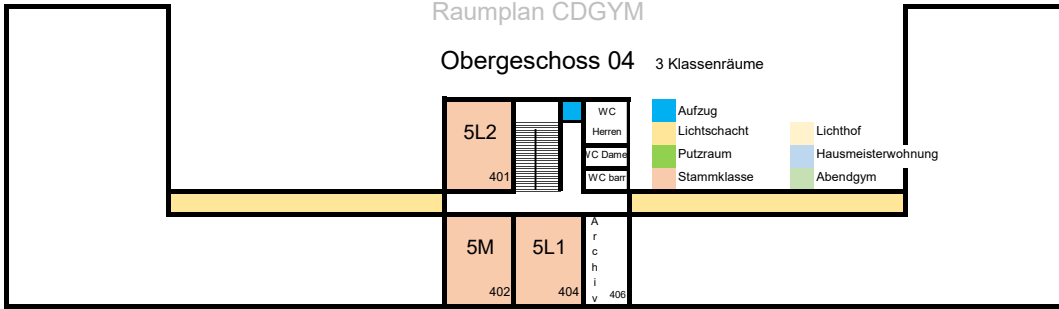 Raumplan CDGYM
Obergeschoss 04 3 Klassenräume
5L2
401
WC
Herren
WC Dame
WC barr
Aufzug
Lichtschacht
Putzraum
Stammklasse
Lichthof
Hausmeisterwohnung
Abendgym
5M
402
5L1
404
Archiv
406